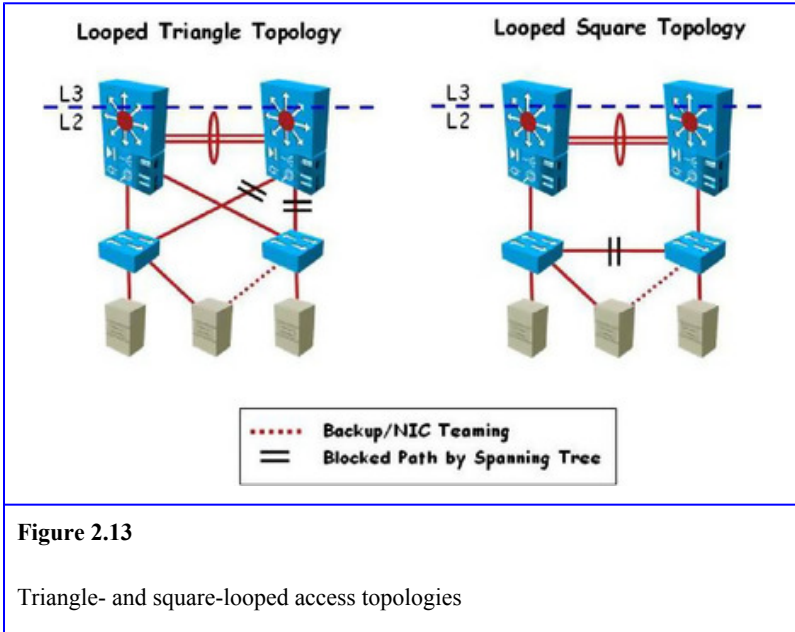 Looped Triangle Topology
Looped Square Topology
L3
L2
L3
L2
Backup/NIC Teaming
Blocked Path by Spanning Tree
Figure 2.13
Triangle- and square-looped access topologies